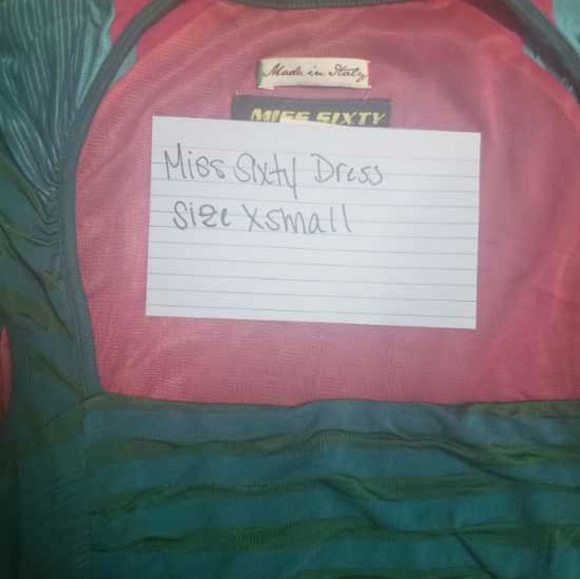 Made in Italy
MISS SIXTY
Miss Sixty Dress
Size Xsmall